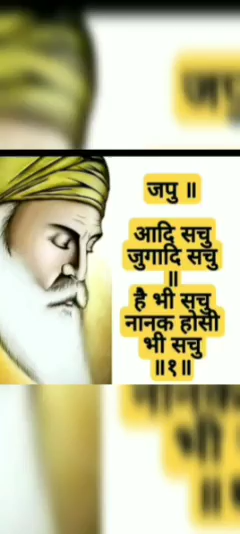 जपु ॥
आदि सचु
जुगादि सचु
॥
है भी सचु
नानक होसी
भी सचु
॥१॥